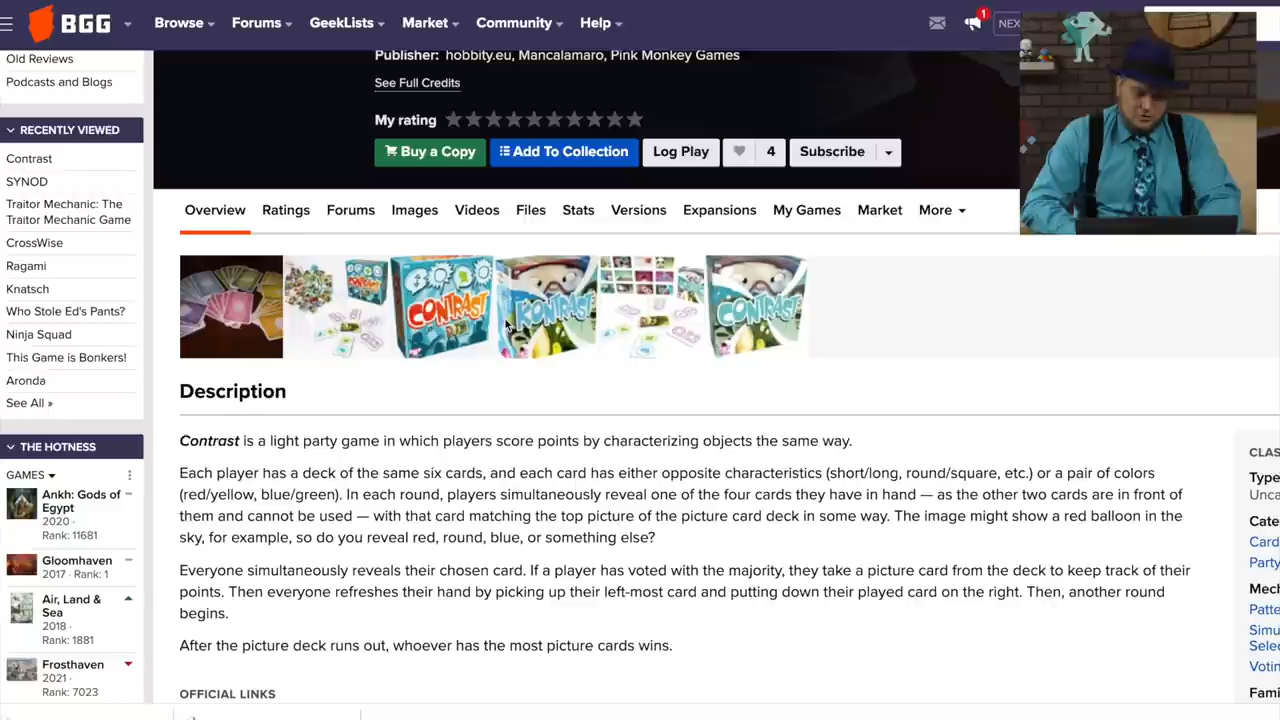 BGG
Browse
Forums
GeekLists
Market
Community
Help
1
NEX
Old Reviews
Podcasts and Blogs
RECENTLY VIEWED
Contrast
SYNOD
Traitor Mechanic: The
Traitor Mechanic Game
CrossWise
Ragami
Knatsch
Who Stole Ed's Pants?
Ninja Squad
This Game is Bonkers!
Aronda
See All »
THE HOTNESS
GAMES
Ankh: Gods of
Egypt
2020 ·
Rank: 11681
Gloomhaven
2017 · Rank: 1
Air, Land &
Sea
2018 ·
Rank: 1881
Frosthaven
2021 ·
Rank: 7023
Publisher: hobbity.eu, Mancalamaro, Pink Monkey Games
See Full Credits
My rating
Buy a Copy
Add To Collection
Log Play
4
Subscribe
Overview
Ratings
Forums
Images
Videos
Files
Stats
Versions
Expansions
My Games
Market
More
CONTRAST
KONTRAST
CONTRAST
Description
Contrast is a light party game in which players score points by characterizing objects the same way.
Each player has a deck of the same six cards, and each card has either opposite characteristics (short/long, round/square, etc.) or a pair of colors
(red/yellow, blue/green). In each round, players simultaneously reveal one of the four cards they have in hand — as the other two cards are in front of
them and cannot be used — with that card matching the top picture of the picture card deck in some way. The image might show a red balloon in the
sky, for example, so do you reveal red, round, blue, or something else?
Everyone simultaneously reveals their chosen card. If a player has voted with the majority, they take a picture card from the deck to keep track of their
points. Then everyone refreshes their hand by picking up their left-most card and putting down their played card on the right. Then, another round
begins.
After the picture deck runs out, whoever has the most picture cards wins.
OFFICIAL LINKS
CLAS
Type
Unca
Cate
Card
Party
Mech
Patte
Simu
Selec
Votin
Fami